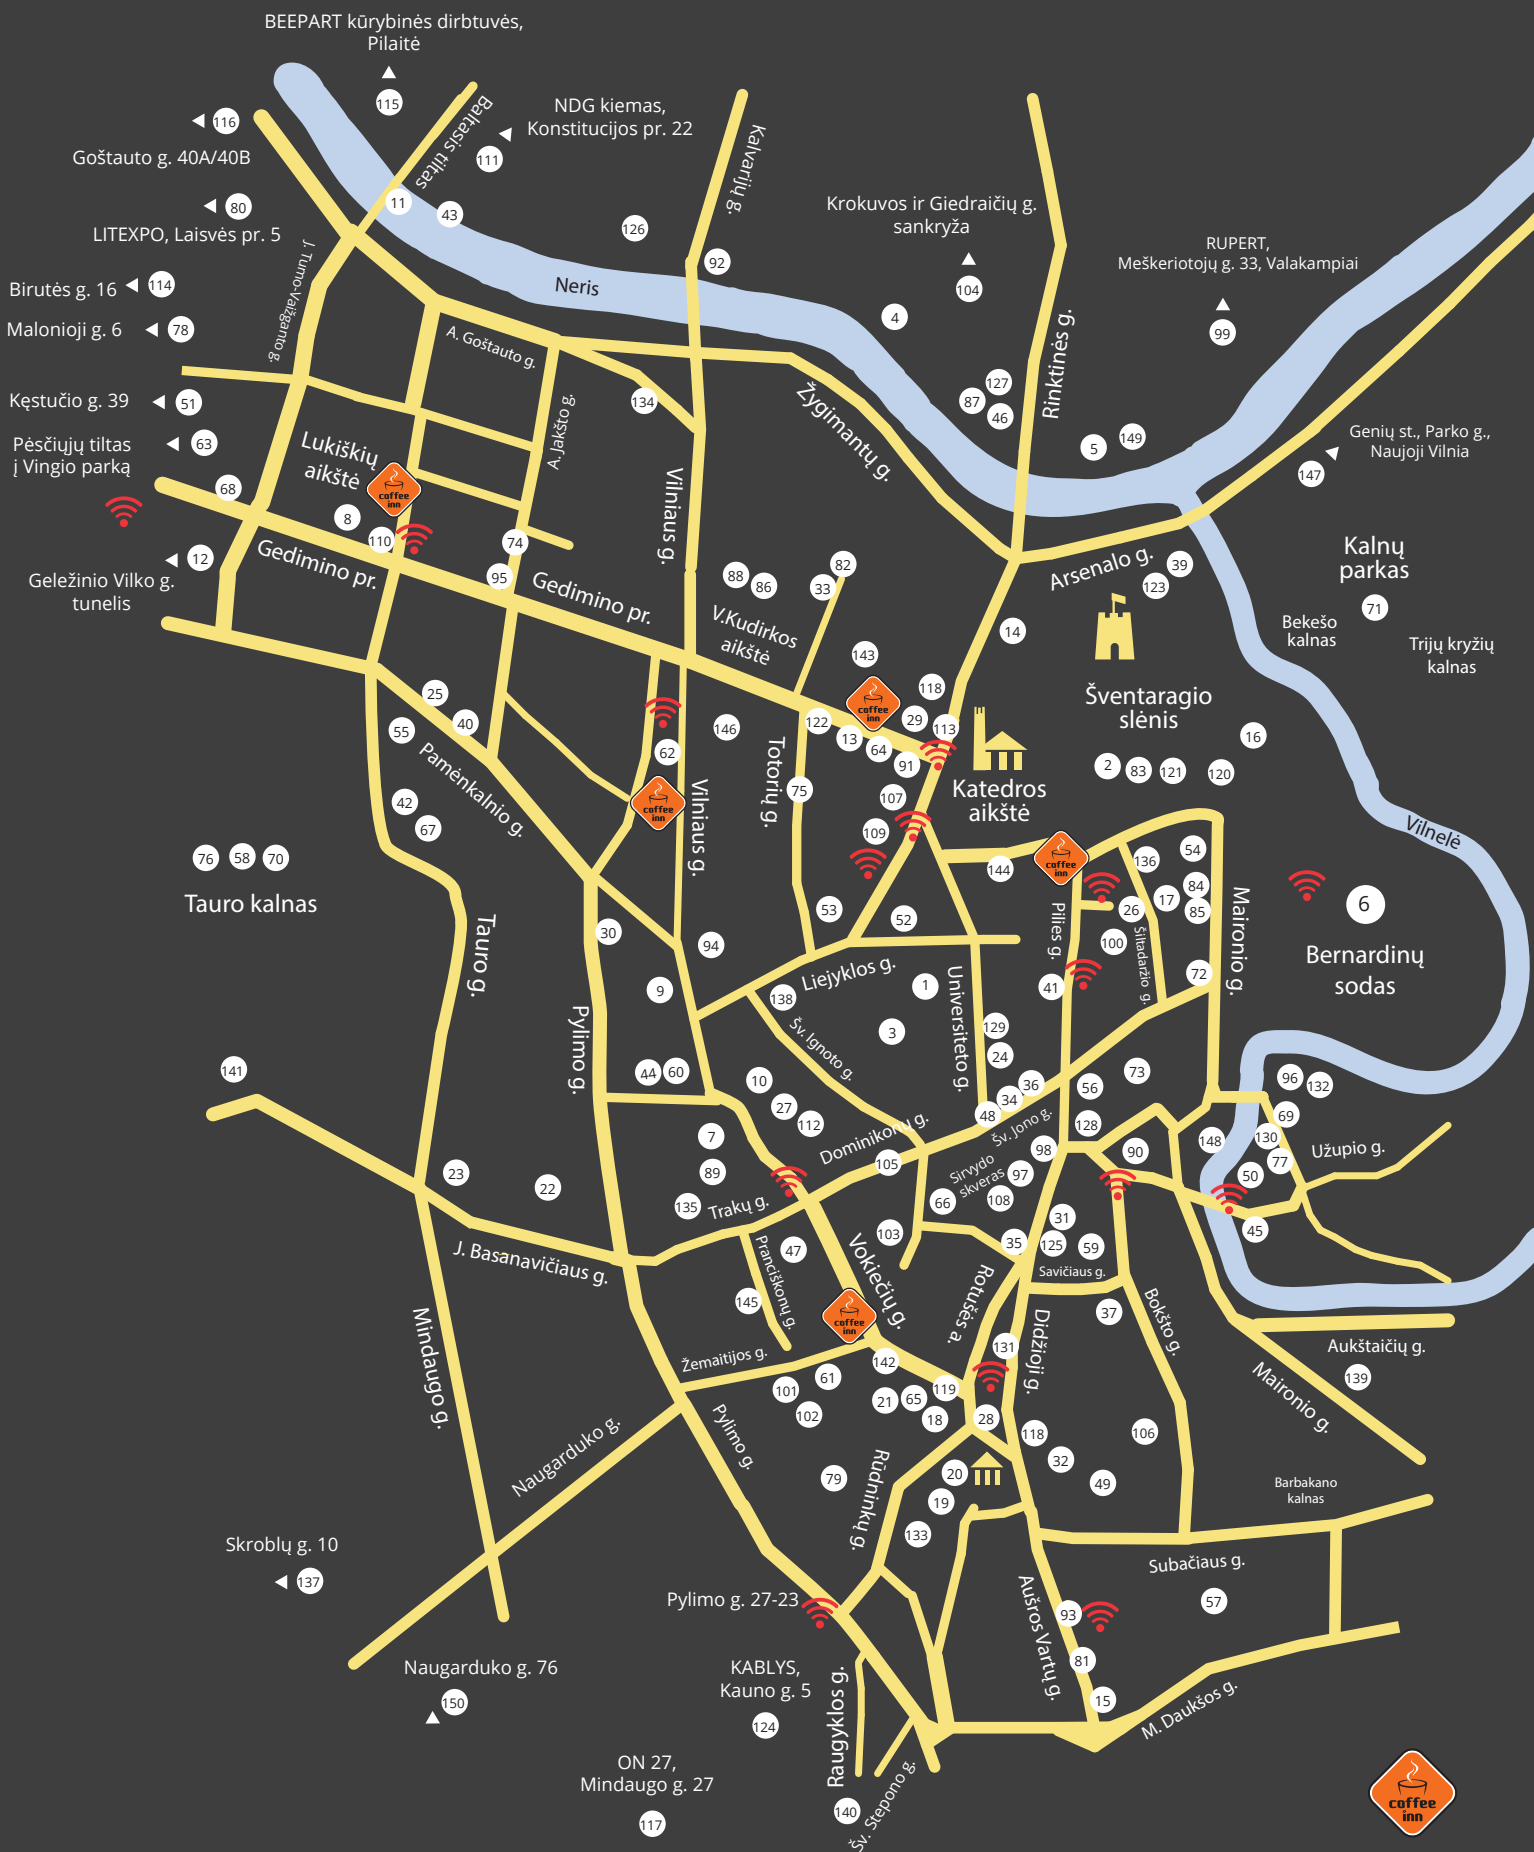 BEEPART kūrybinės dirbtuvės,
Pilaitė
115
116
Goštauto g. 40A/40B
Baltasis tiltas
NDG kiemas,
Konstitucijos pr. 22
111
Kalvarijų g.
80
LITEXPO, Laisvės pr. 5
11
43
126
92
Krokuvos ir Giedraičių g.
sankryža
104
RUPERT,
Meškeriotojų g. 33, Valakampiai
99
Birutės g. 16
114
Malonioji g. 6
78
J. Tumo-Vaižganto g.
Neris
4
A. Goštauto g.
Rinktinės g.
Kęstučio g. 39
51
134
127
87
46
Žygimantų g.
A. Jakšto g.
Pėsčiųjų tiltas
į Vingio parką
63
Lukiškių
aikštė
coffee
inn
5
149
Genių st., Parko g.,
Naujoji Vilnia
147
68
8
110
74
Vilniaus g.
12
Geležinio Vilko g.
tunelis
Gedimino pr.
95
Gedimino pr.
88
86
82
33
V.Kudirkos
aikštė
Arsenalo g.
39
123
14
Kalnų
parkas
71
Bekešo
kalnas
Trijų kryžių
kalnas
143
118
coffee
inn
Šventaragio
slėnis
25
40
55
Pamėnkalnio g.
62
146
122
13
64
29
113
91
16
2
83
121
120
Totorių g.
75
Vilniaus g.
coffee
inn
107
109
Katedros
aikštė
42
67
76
58
70
Tauro kalnas
Vilnelė
144
coffee
inn
136
54
17
84
85
26
53
52
Pilies g.
Šiltadaržio g.
100
Maironio g.
6
Bernardinų
sodas
Tauro g.
30
94
9
Liejyklos g.
138
1
3
Universiteto g.
41
72
Pylimo g.
Šv. Ignoto g.
129
24
141
44
60
10
27
112
36
34
48
56
73
128
96
132
69
7
89
Dominikonų g.
Šv. Jono g.
105
98
90
148
130
77
50
Užupio g.
23
22
135
Trakų g.
Sirvydo
skveras
97
108
66
45
103
31
35
125
59
Savičiaus g.
J. Basanavičiaus g.
47
Pranciškonų g.
145
Vokiečių g.
coffee
inn
Rotušės a.
Didžioji g.
37
Bokšto g.
Mindaugo g.
Žemaitijos g.
142
131
Aukštaičių g.
139
Maironio g.
101
61
102
21
65
119
18
28
118
32
49
106
Naugarduko g.
Pylimo g.
79
Rūdninkų g.
20
19
133
Barbakano
kalnas
Skroblų g. 10
137
Subačiaus g.
57
Pylimo g. 27-23
93
Aušros Vartų g.
81
15
Naugarduko g. 76
150
KABLYS,
Kauno g. 5
124
Raugyklos g.
M. Daukšos g.
ON 27,
Mindaugo g. 27
117
140
Šv. Stepono g.
coffee
inn